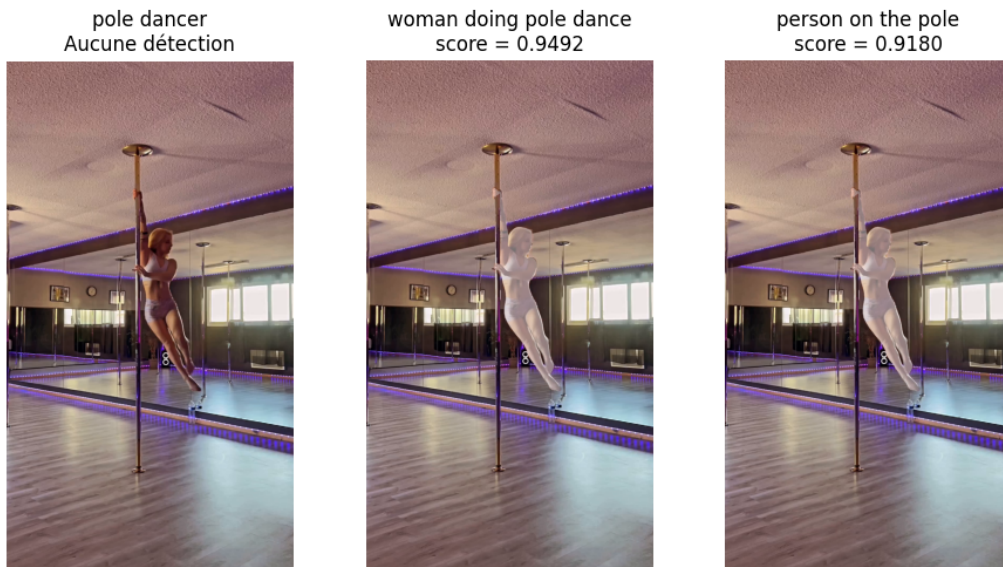 pole dancer
Aucune détection
woman doing pole dance
score = 0.9492
person on the pole
score = 0.9180